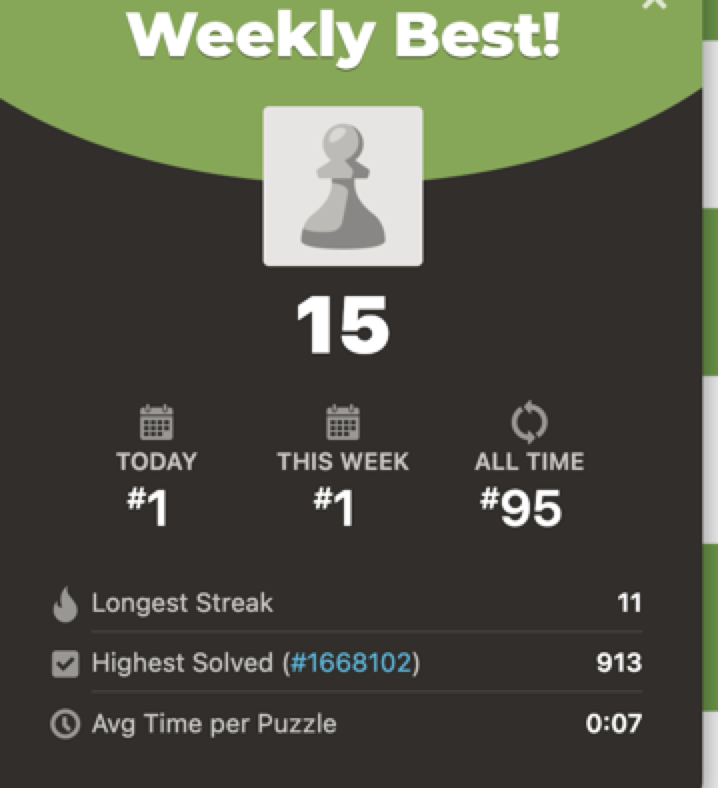 Weekly Best!
15
TODAY THIS WEEK ALL TIME
#1 #1 #95
Longest Streak 11
Highest Solved (#1668102) 913
Avg Time per Puzzle 0:07